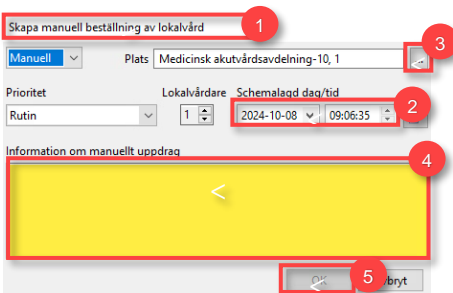 Skapa manuell beställning av lokalvård 1
Manuell Plats Medicinsk akutvårdsavdelning-10, 1 3
Prioritet Lokalvårdare Schemalagd dag/tid
Rutin 1 2024-10-08 09:06:35 2
Information om manuellt uppdrag
4
OK 5